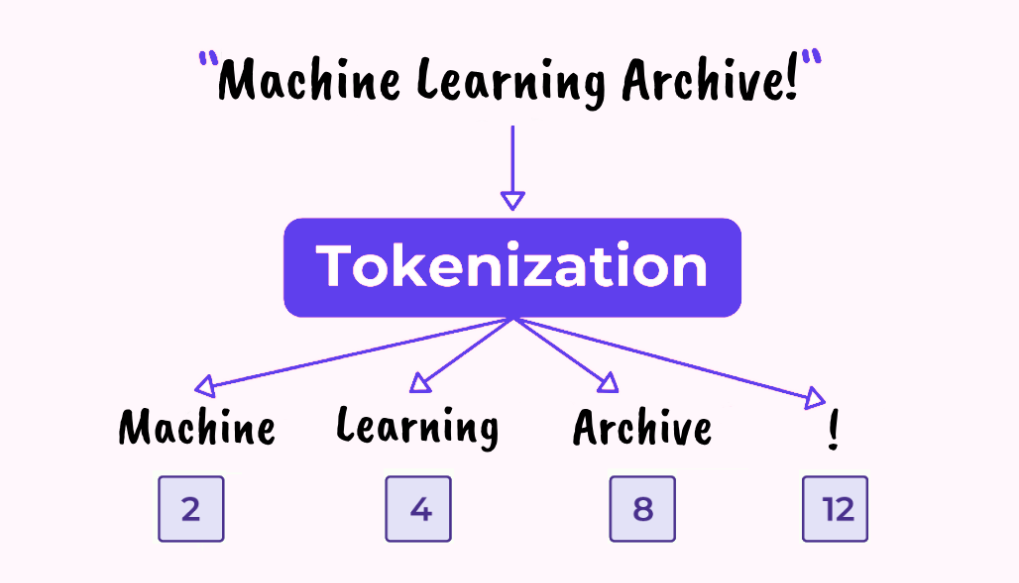 "Machine Learning Archive!"
Tokenization
Machine Learning Archive !
2 4 8 12